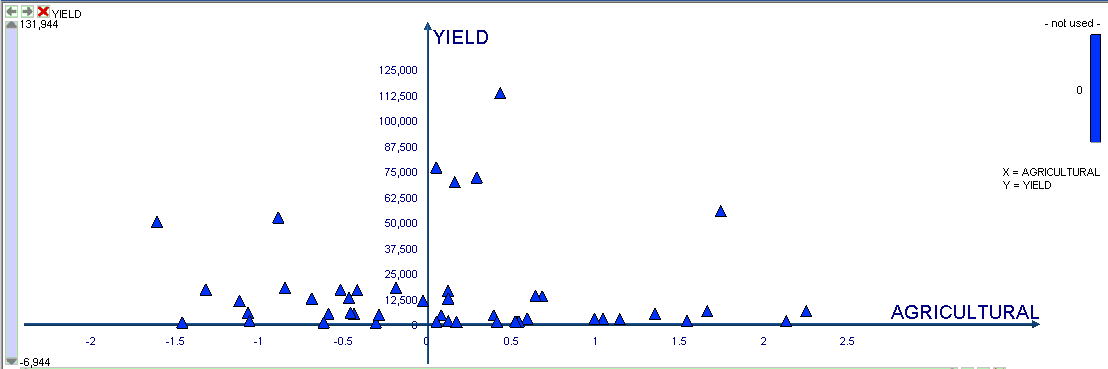 YIELD
131,944
- not used -
YIELD
125,000
112,500
0
100,000
87,500
75,000
X = AGRICULTURAL
Y = YIELD
62,500
50,000
37,500
25,000
12,500
AGRICULTURAL
0
-2 -1.5 -1 -0.5 0 0.5 1 1.5 2 2.5
-6,944